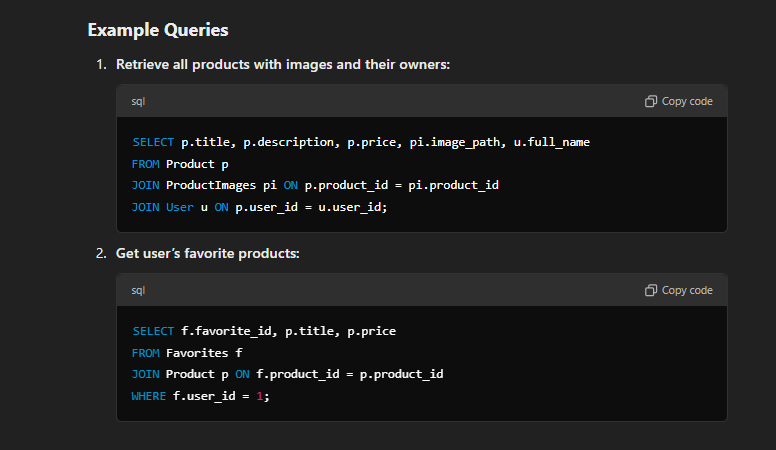 Example Queries
1. Retrieve all products with images and their owners:
sql
Copy code
SELECT p.title, p.description, p.price, pi.image_path, u.full_name
FROM Product p
JOIN ProductImages pi ON p.product_id = pi.product_id
JOIN User u ON p.user_id = u.user_id;
2. Get user’s favorite products:
sql
Copy code
SELECT f.favorite_id, p.title, p.price
FROM Favorites f
JOIN Product p ON f.product_id = p.product_id
WHERE f.user_id = 1;